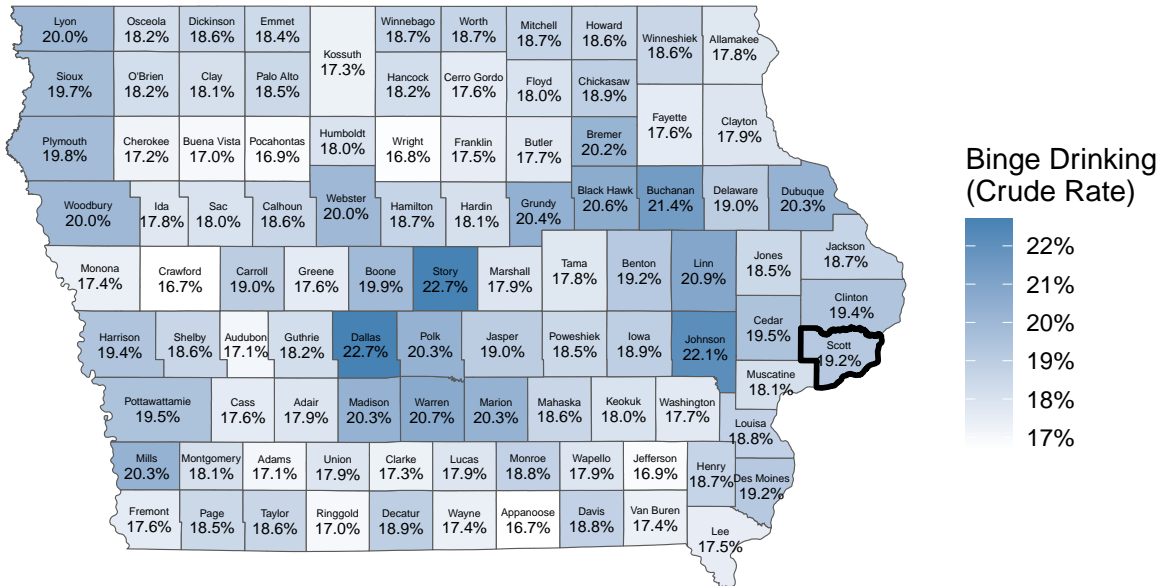 Lyon
20.0%
Osceola
18.2%
Dickinson
18.6%
Emmet
18.4%
Kossuth
17.3%
Winnebago
18.7%
Worth
18.7%
Mitchell
18.7%
Howard
18.6%
Winneshiek
18.6%
Allamakee
17.8%
Sioux
19.7%
O'Brien
18.2%
Clay
18.1%
Palo Alto
18.5%
Hancock
18.2%
Cerro Gordo
17.6%
Floyd
18.0%
Chickasaw
18.9%
Fayette
17.6%
Clayton
17.9%
Plymouth
19.8%
Cherokee
17.2%
Buena Vista
17.0%
Pocahontas
16.9%
Humboldt
18.0%
Wright
16.8%
Franklin
17.5%
Butler
17.7%
Bremer
20.2%
Woodbury
20.0%
Ida
17.8%
Sac
18.0%
Calhoun
18.6%
Webster
20.0%
Hamilton
18.7%
Hardin
18.1%
Grundy
20.4%
Black Hawk
20.6%
Buchanan
21.4%
Delaware
19.0%
Dubuque
20.3%
Monona
17.4%
Crawford
16.7%
Carroll
19.0%
Greene
17.6%
Boone
19.9%
Story
22.7%
Marshall
17.9%
Tama
17.8%
Benton
19.2%
Linn
20.9%
Jones
18.5%
Jackson
18.7%
Clinton
19.4%
Harrison
19.4%
Shelby
18.6%
Audubon
17.1%
Guthrie
18.2%
Dallas
22.7%
Polk
20.3%
Jasper
19.0%
Poweshiek
18.5%
Iowa
18.9%
Johnson
22.1%
Cedar
19.5%
Scott
19.2%
Muscatine
18.1%
Pottawattamie
19.5%
Cass
17.6%
Adair
17.9%
Madison
20.3%
Warren
20.7%
Marion
20.3%
Mahaska
18.6%
Keokuk
18.0%
Washington
17.7%
Louisa
18.8%
Mills
20.3%
Montgomery
18.1%
Adams
17.1%
Union
17.9%
Clarke
17.3%
Lucas
17.9%
Monroe
18.8%
Wapello
17.9%
Jefferson
16.9%
Henry
18.7%
Des Moines
19.2%
Fremont
17.6%
Page
18.5%
Taylor
18.6%
Ringgold
17.0%
Decatur
18.9%
Wayne
17.4%
Appanoose
16.7%
Davis
18.8%
Van Buren
17.4%
Lee
17.5%
Binge Drinking
(Crude Rate)
22%
21%
20%
19%
18%
17%